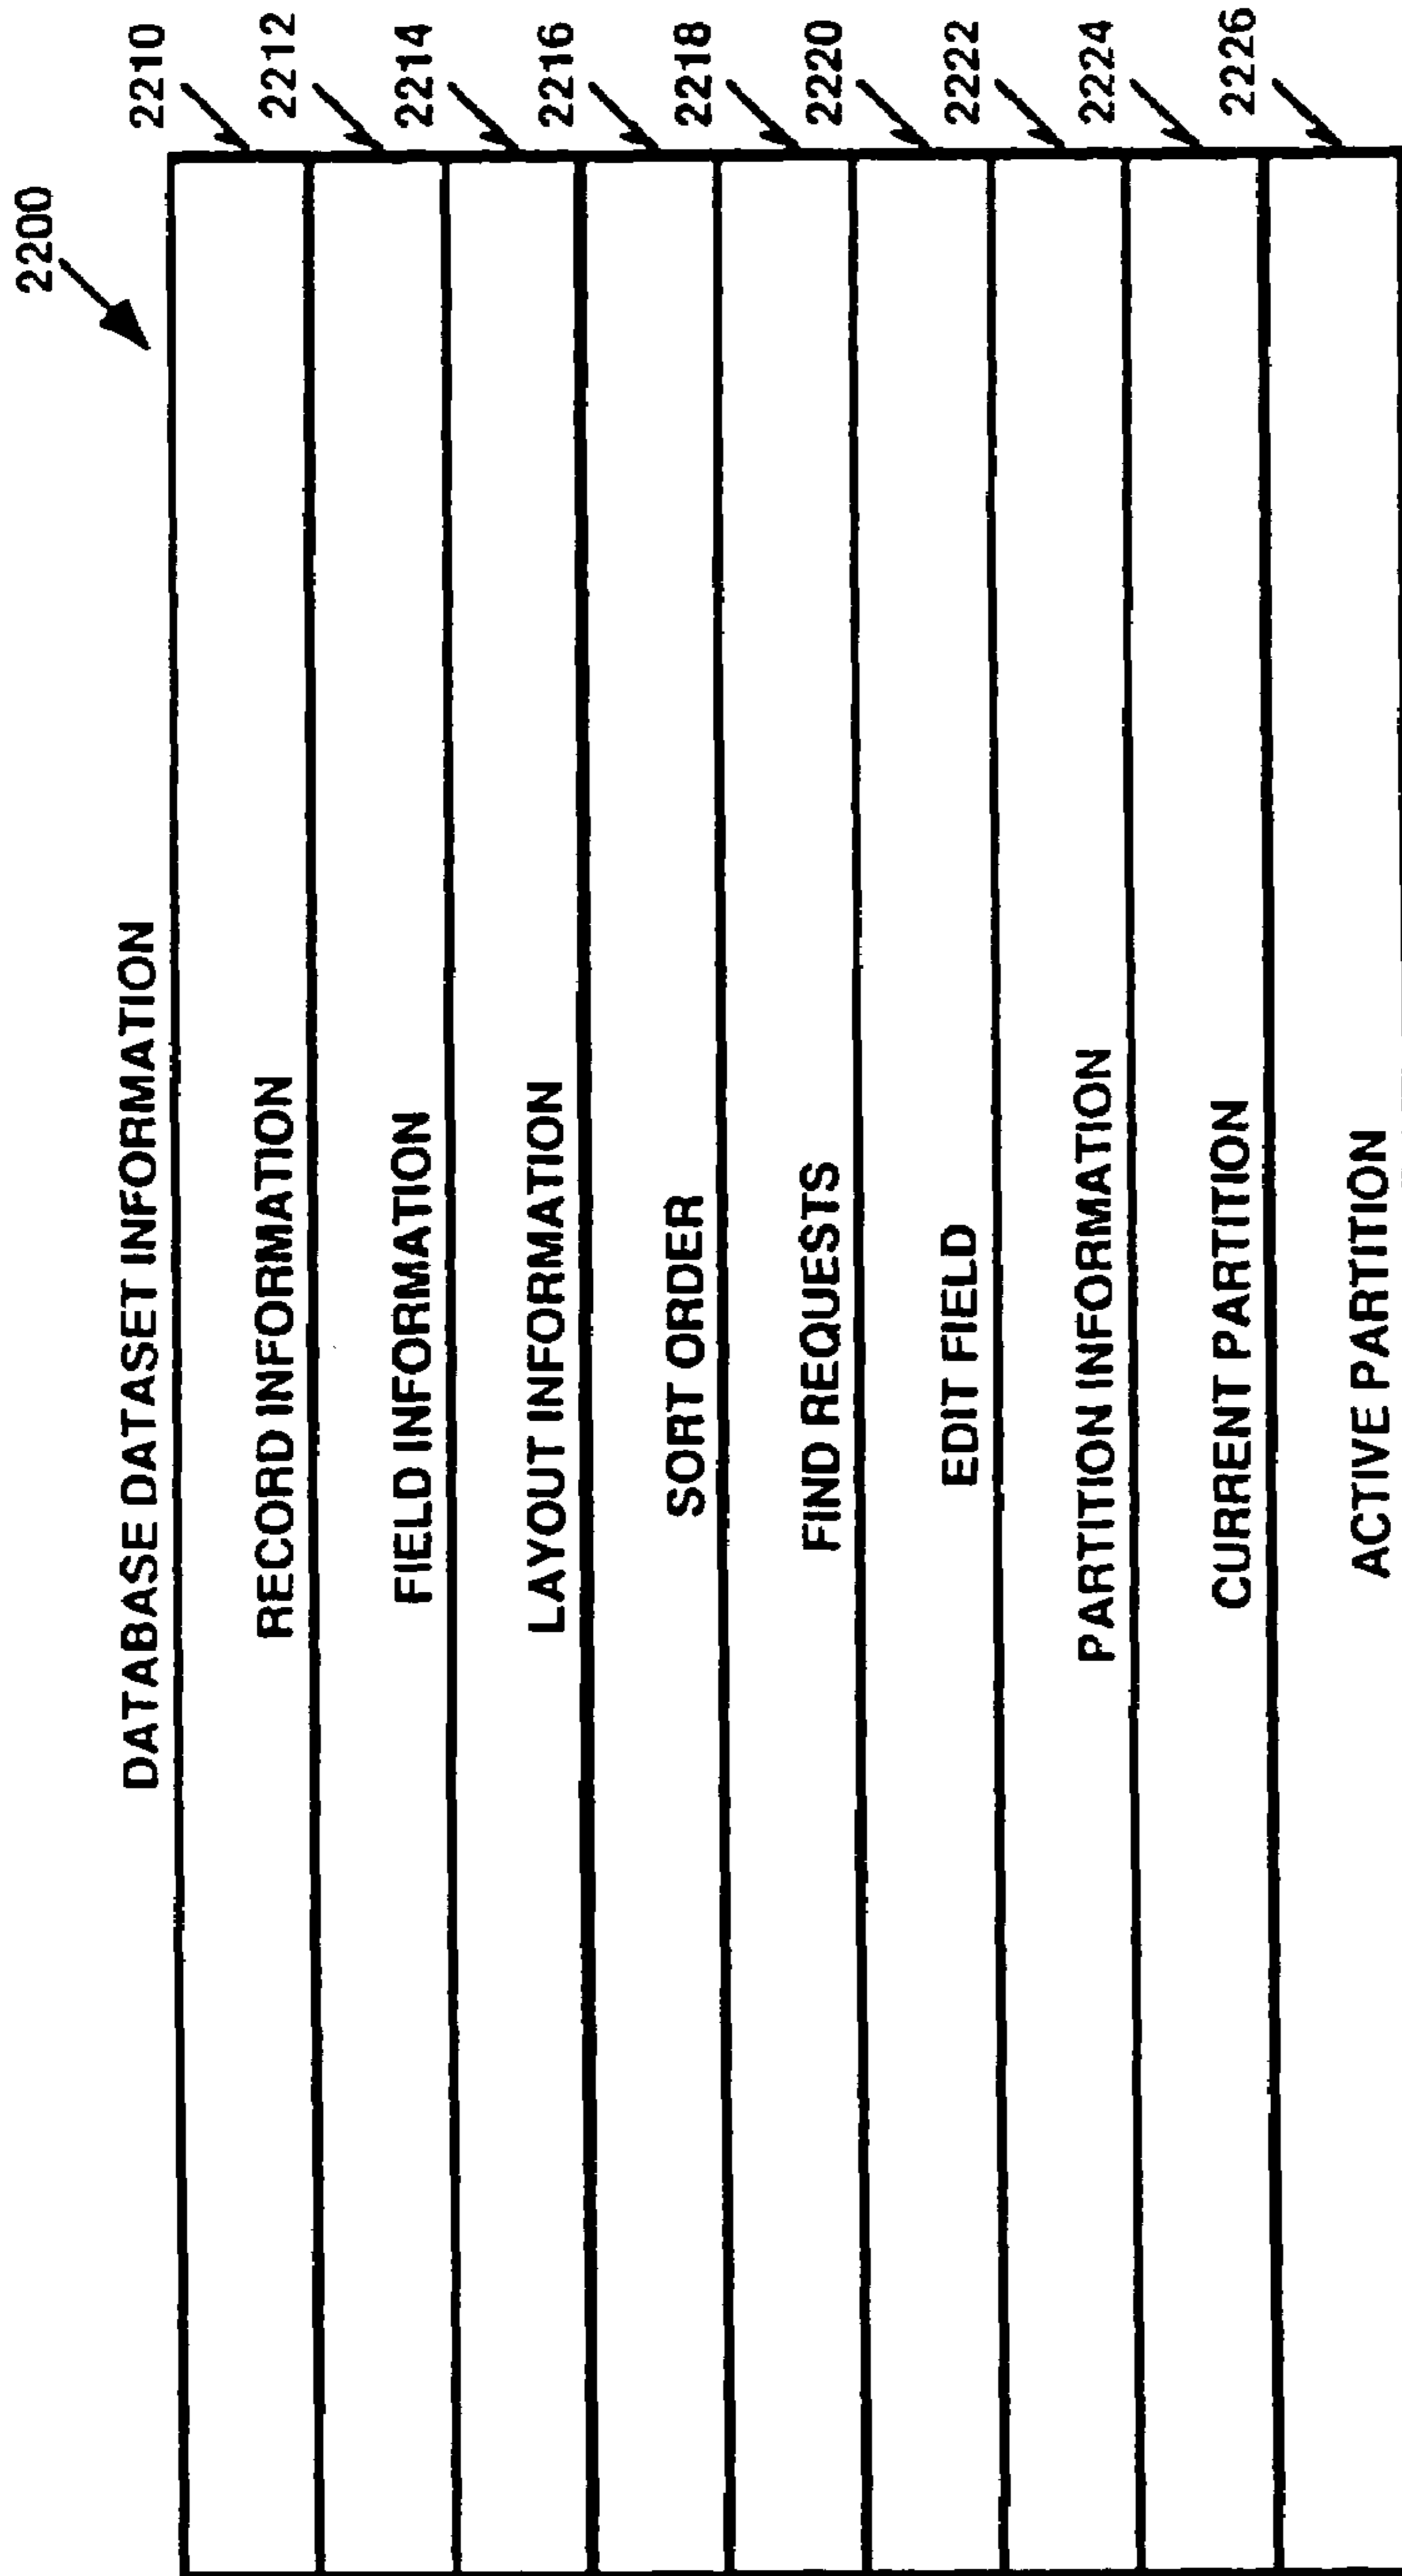 2200
DATABASE DATASET INFORMATION
2210
RECORD INFORMATION
2212
FIELD INFORMATION
2214
LAYOUT INFORMATION
2216
SORT ORDER
2218
FIND REQUESTS
2220
EDIT FIELD
2222
PARTITION INFORMATION
2224
CURRENT PARTITION
2226
ACTIVE PARTITION